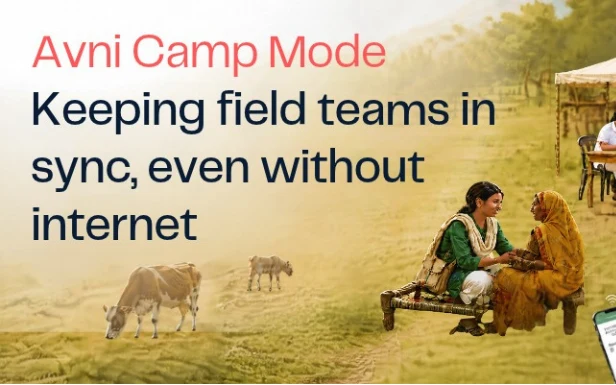 Avni Camp Mode
Keeping field teams in
sync, even without
internet